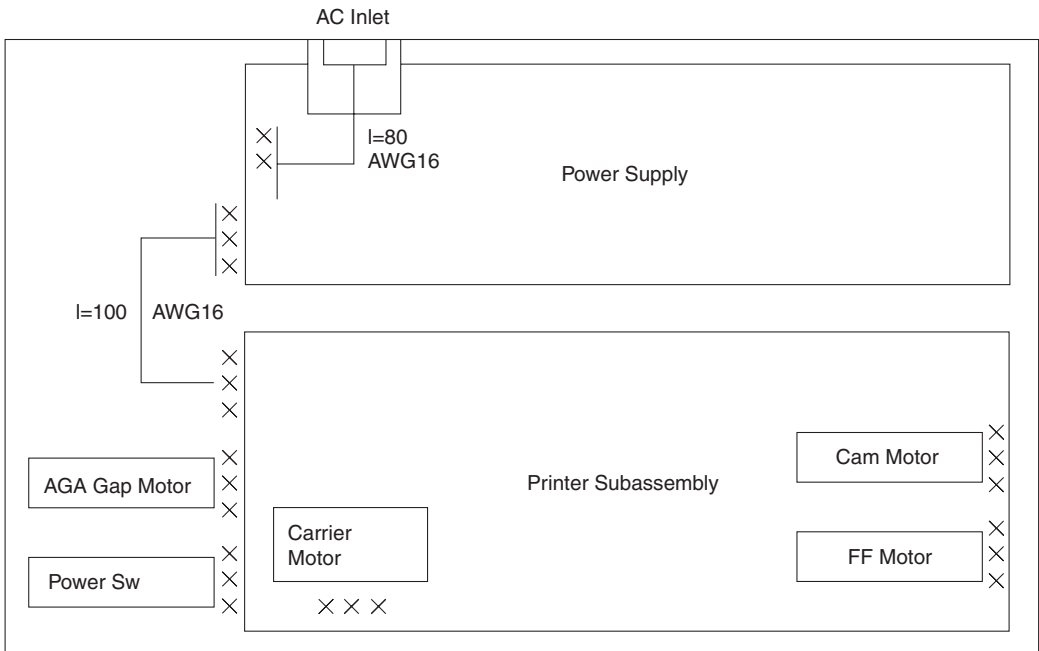 AC Inlet
l=80
AWG16
Power Supply
l=100 AWG16
AGA Gap Motor
Power Sw
Carrier
Motor
Printer Subassembly
Cam Motor
FF Motor